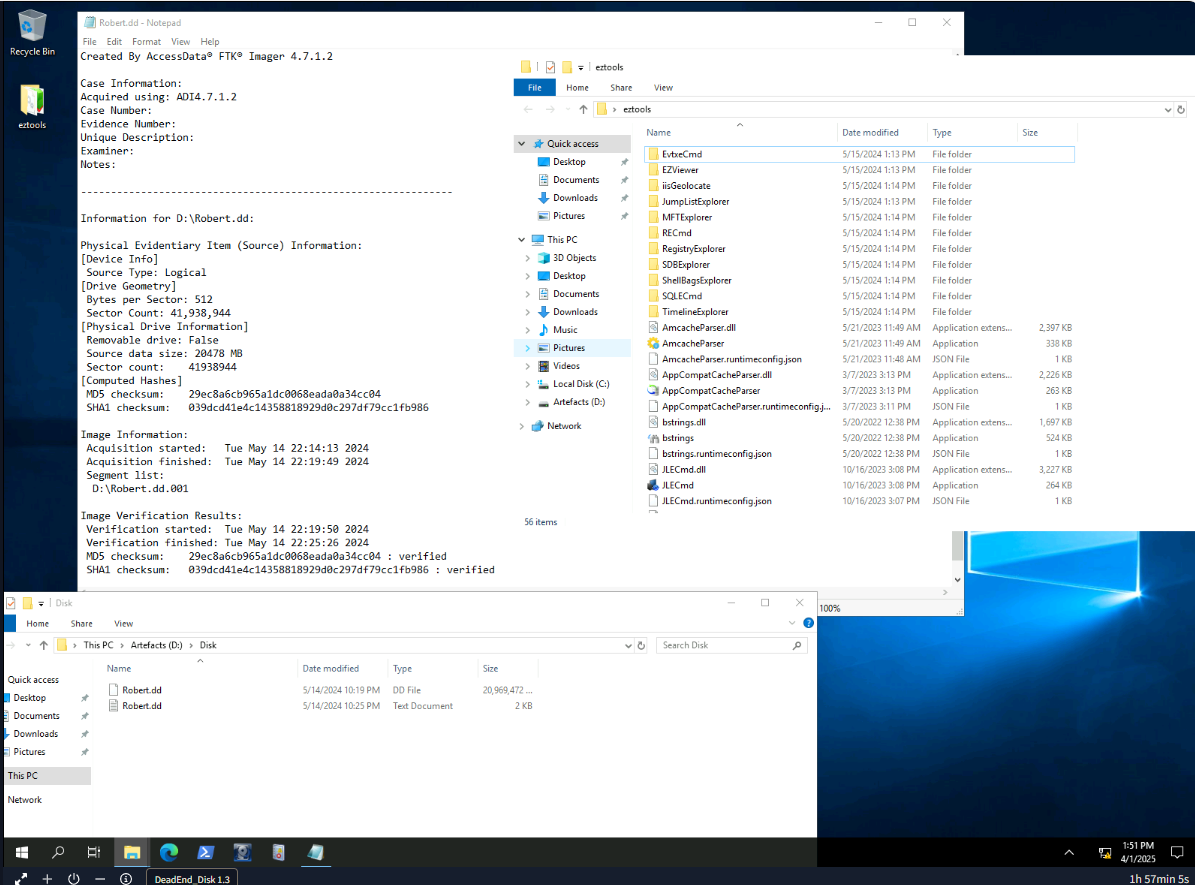 Recycle Bin
eztools
Robert.dd - Notepad
File Edit Format View Help
Created By AccessData® FTK® Imager 4.7.1.2
Case Information:
Acquired using: ADI4.7.1.2
Case Number:
Evidence Number:
Unique Description:
Examiner:
Notes:
--------------------------------------------------------------
Information for D:\Robert.dd:
Physical Evidentiary Item (Source) Information:
[Device Info]
Source Type: Logical
[Drive Geometry]
Bytes per Sector: 512
Sector Count: 41,938,944
[Physical Drive Information]
Removable drive: False
Source data size: 20478 MB
Sector count: 41938944
[Computed Hashes]
MD5 checksum: 29ec8a6cb965a1dc0068eada0a34cc04
SHA1 checksum: 039dcd41e4c14358818929d0c297df79cc1fb986
Image Information:
Acquisition started: Tue May 14 22:14:13 2024
Acquisition finished: Tue May 14 22:19:49 2024
Segment list:
D:\Robert.dd.001
Image Verification Results:
Verification started: Tue May 14 22:19:50 2024
Verification finished: Tue May 14 22:25:26 2024
MD5 checksum: 29ec8a6cb965a1dc0068eada0a34cc04 : verified
SHA1 checksum: 039dcd41e4c14358818929d0c297df79cc1fb986 : verified
100%
eztools
File Home Share View
eztools
Quick access
Desktop
Documents
Downloads
Pictures
This PC
3D Objects
Desktop
Documents
Downloads
Music
Pictures
Videos
Local Disk (C:)
Artefacts (D:)
Network
Name Date modified Type Size
EvtxeCmd 5/15/2024 1:13 PM File folder
EZViewer 5/15/2024 1:13 PM File folder
iisGeolocate 5/15/2024 1:14 PM File folder
JumpListExplorer 5/15/2024 1:13 PM File folder
MFTExplorer 5/15/2024 1:14 PM File folder
RECmd 5/15/2024 1:14 PM File folder
RegistryExplorer 5/15/2024 1:14 PM File folder
SDBExplorer 5/15/2024 1:14 PM File folder
ShellBagsExplorer 5/15/2024 1:14 PM File folder
SQLECmd 5/15/2024 1:14 PM File folder
TimelineExplorer 5/15/2024 1:14 PM File folder
AmcacheParser.dll 5/21/2023 11:49 AM Application extens... 2,397 KB
AmcacheParser 5/21/2023 11:49 AM Application 338 KB
AmcacheParser.runtimeconfig.json 5/21/2023 11:48 AM JSON File 1 KB
AppCompatCacheParser.dll 3/7/2023 3:13 PM Application extens... 2,226 KB
AppCompatCacheParser 3/7/2023 3:13 PM Application 263 KB
AppCompatCacheParser.runtimeconfig.j... 3/7/2023 3:11 PM JSON File 1 KB
bstrings.dll 5/20/2022 12:38 PM Application extens... 1,697 KB
bstrings 5/20/2022 12:38 PM Application 524 KB
bstrings.runtimeconfig.json 5/20/2022 12:38 PM JSON File 1 KB
JLECmd.dll 10/16/2023 3:08 PM Application extens... 3,227 KB
JLECmd 10/16/2023 3:08 PM Application 264 KB
JLECmd.runtimeconfig.json 10/16/2023 3:07 PM JSON File 1 KB
56 items
Disk
Home Share View
This PC Artefacts (D:) Disk Search Disk
Quick access
Desktop
Documents
Downloads
Pictures
This PC
Network
Name Date modified Type Size
Robert.dd 5/14/2024 10:19 PM DD File 20,969,472 ...
Robert.dd 5/14/2024 10:25 PM Text Document 2 KB
1:51 PM
4/1/2025
DeadEnd_Disk 1.3
1h 57min 5s